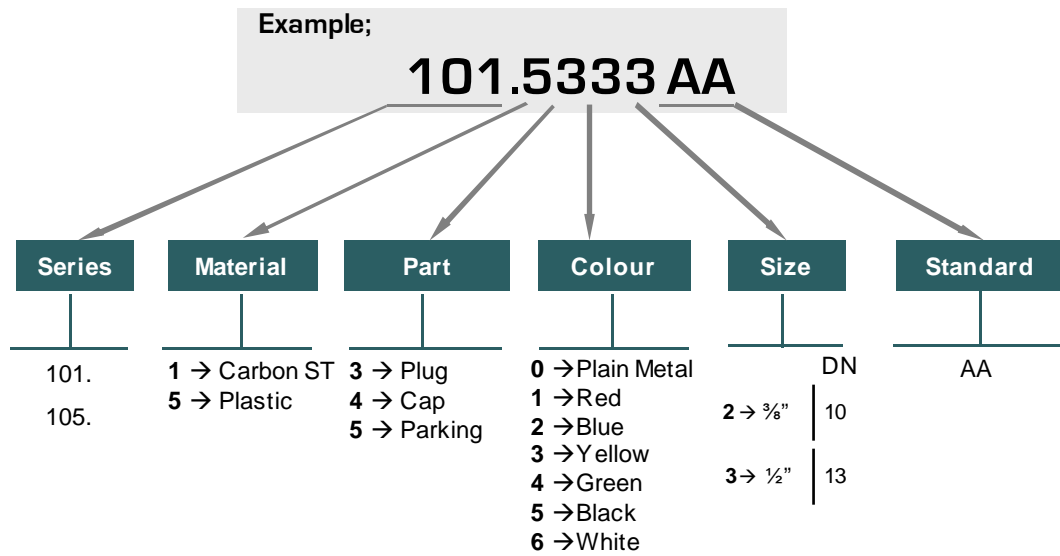 Example;
101.5333 AA
Series
Material
Part
Colour
Size
Standard
101.
105.
1 → Carbon ST
5 → Plastic
3 → Plug
4 → Cap
5 → Parking
0 →Plain Metal
1 →Red
2 →Blue
3 →Yellow
4 →Green
5 →Black
6 →White
DN
2 → ⅜” 10
3 → ½” 13
AA